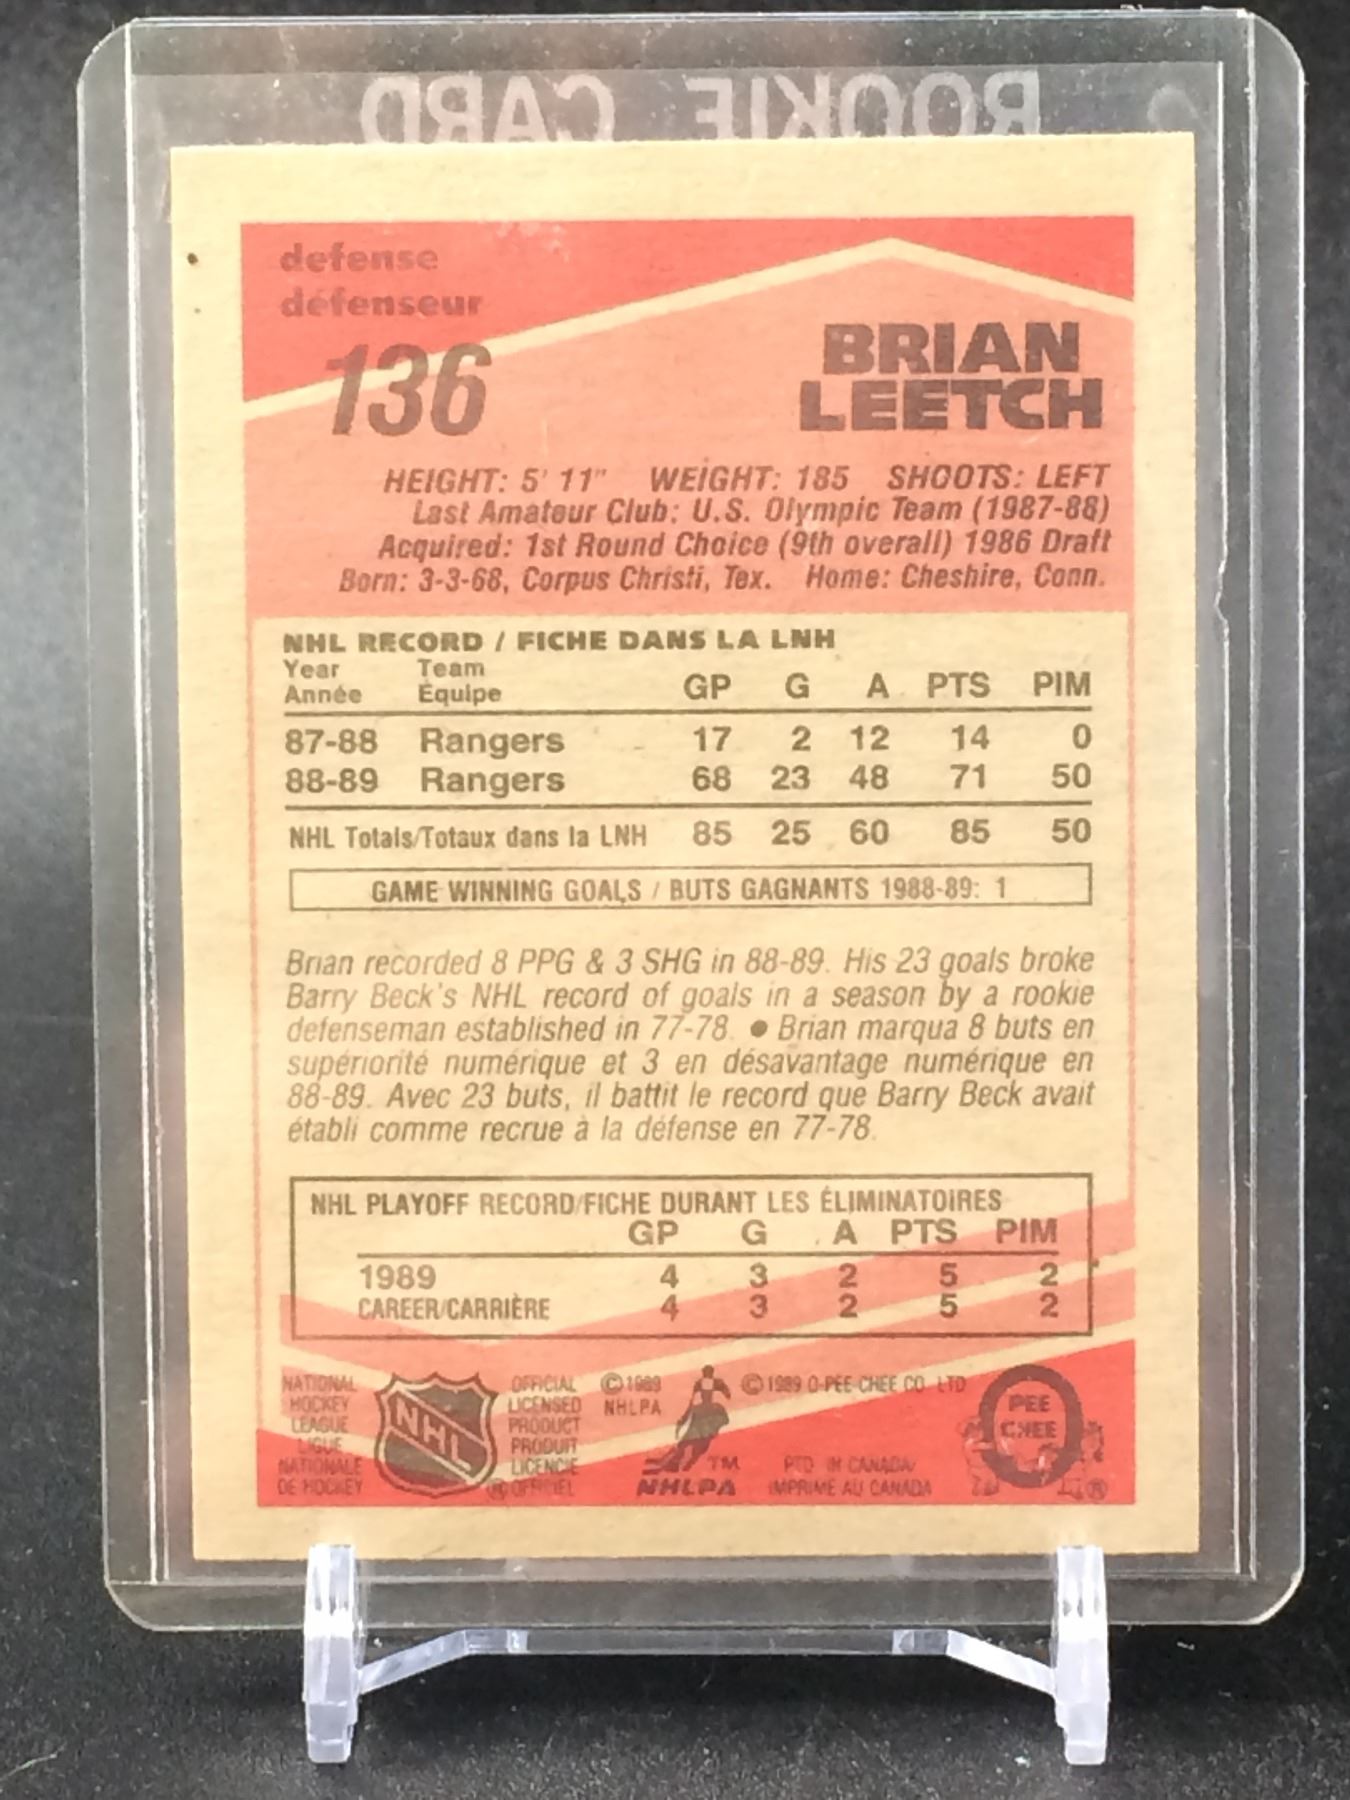 ROOKIE CARD
defense
défenseur
136
BRIAN
LEETCH
HEIGHT: 5' 11" WEIGHT: 185 SHOOTS: LEFT
Last Amateur Club: U.S. Olympic Team (1987-88)
Acquired: 1st Round Choice (9th overall) 1986 Draft
Born: 3-3-68, Corpus Christi, Tex. Home: Cheshire, Conn.
NHL RECORD / FICHE DANS LA LNH
Year Team
Année Équipe GP G A PTS PIM
87-88 Rangers 17 2 12 14 0
88-89 Rangers 68 23 48 71 50
NHL Totals/Totaux dans la LNH 85 25 60 85 50
GAME WINNING GOALS / BUTS GAGNANTS 1988-89: 1
Brian recorded 8 PPG & 3 SHG in 88-89. His 23 goals broke
Barry Beck's NHL record of goals in a season by a rookie
defenseman established in 77-78. ● Brian marqua 8 buts en
supériorité numérique et 3 en désavantage numérique en
88-89. Avec 23 buts, il battit le record que Barry Beck avait
établi comme recrue à la défense en 77-78.
NHL PLAYOFF RECORD/FICHE DURANT LES ÉLIMINATOIRES
GP G A PTS PIM
1989 4 3 2 5 2
CAREER/CARRIÈRE 4 3 2 5 2
NATIONAL
HOCKEY
LEAGUE
LIGUE
NATIONALE
DE HOCKEY
NHL
OFFICIAL
LICENSED
PRODUCT
PRODUIT
LICENCIE
® OFFICIEL
© 1989
NHLPA
TM
NHLPA
© 1989 O-PEE-CHEE CO. LTD
PTD. IN CANADA/
IMPRIMÉ AU CANADA
O
PEE
CHEE
®